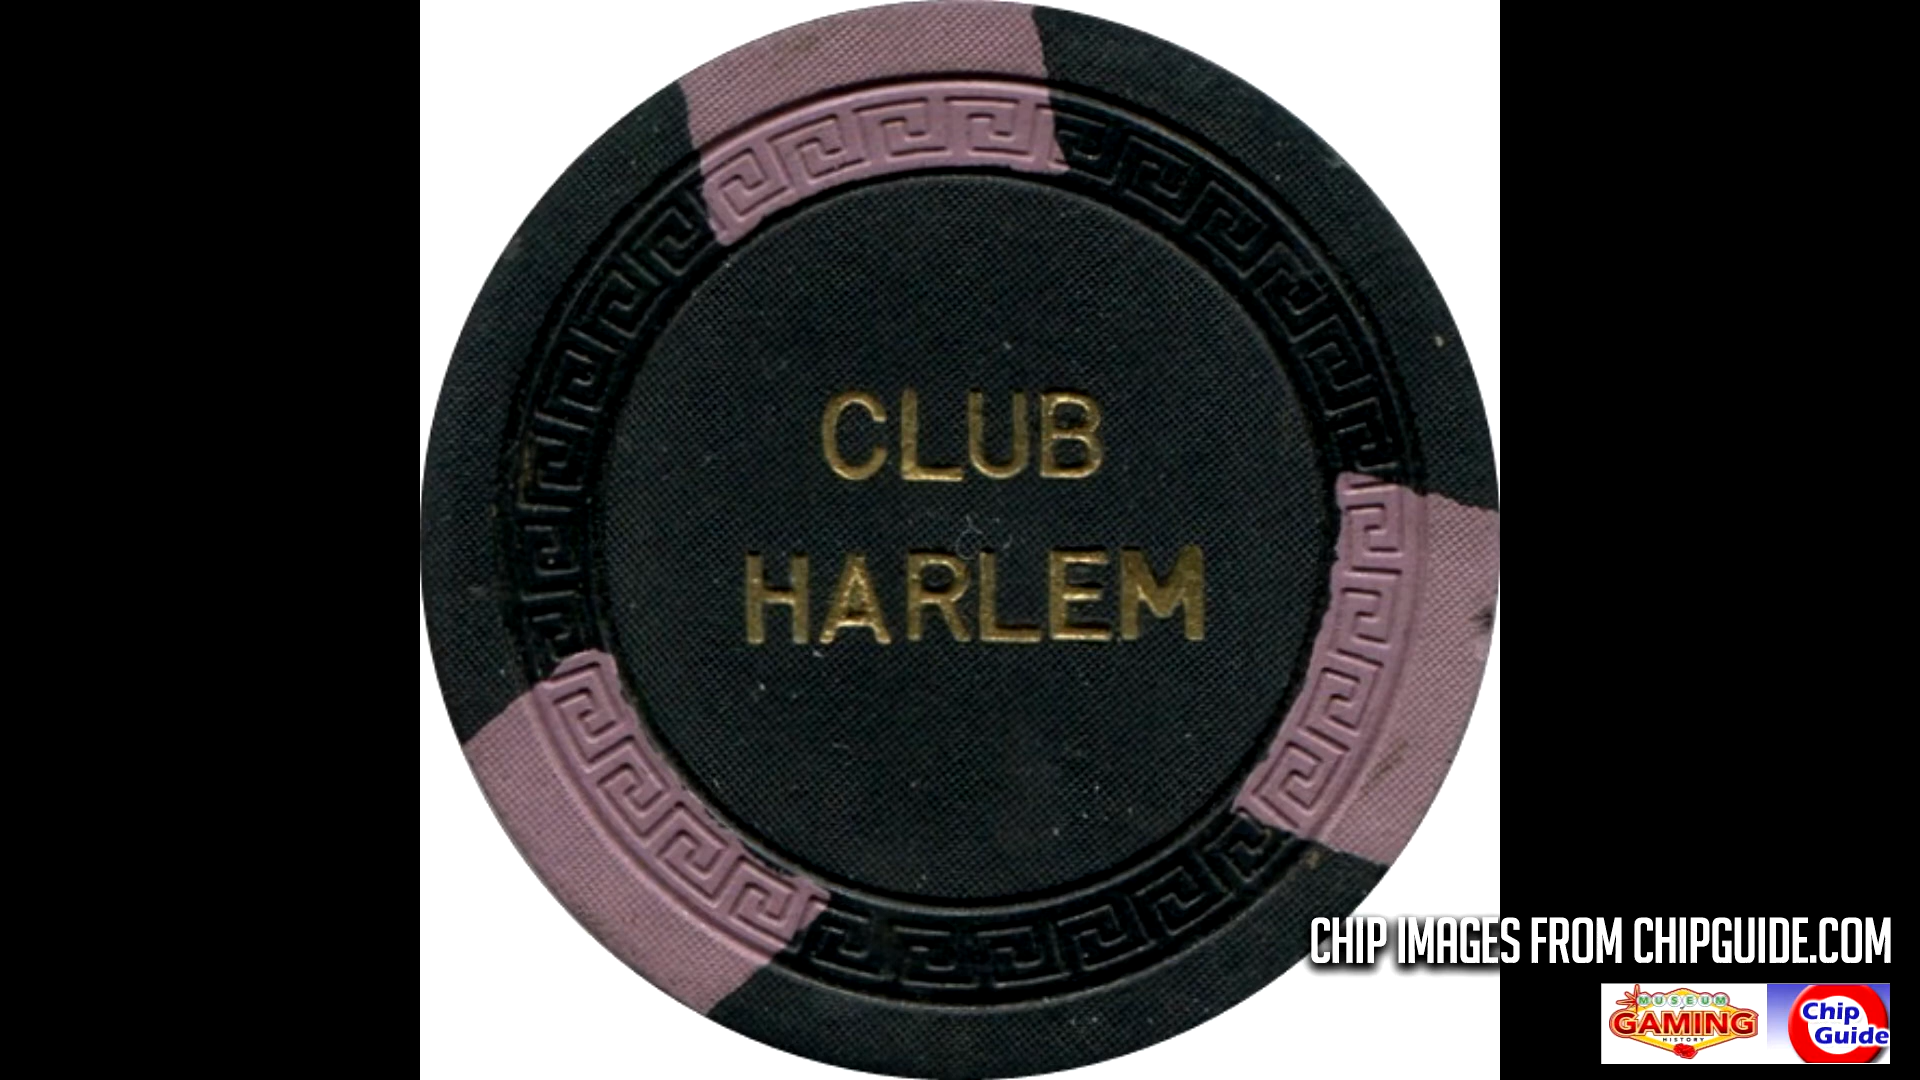 CLUB
HARLEM
CHIP IMAGES FROM CHIPGUIDE.COM
MUSEUM
GAMING
HISTORY
Chip
Guide